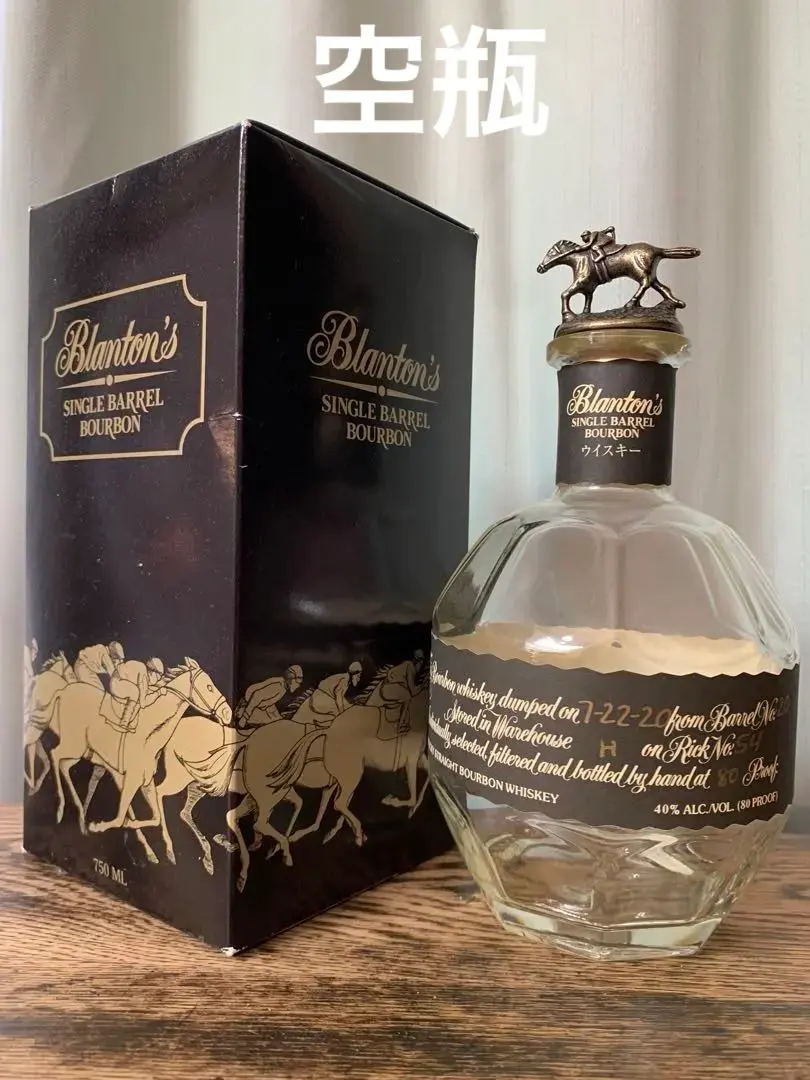 空瓶
Blanton's
SINGLE BARREL
BOURBON
750 ML
Blanton's
SINGLE BARREL
BOURBON
Blanton's
SINGLE BARREL
BOURBON
ウイスキー
Bourbon whiskey dumped on 7-22-20 from Barrel No.
Stored in Warehouse H on Rick No. 54
selected, filtered and bottled by hand at 80 Proof
STRAIGHT BOURBON WHISKEY
40% ALC./VOL. (80 PROOF)